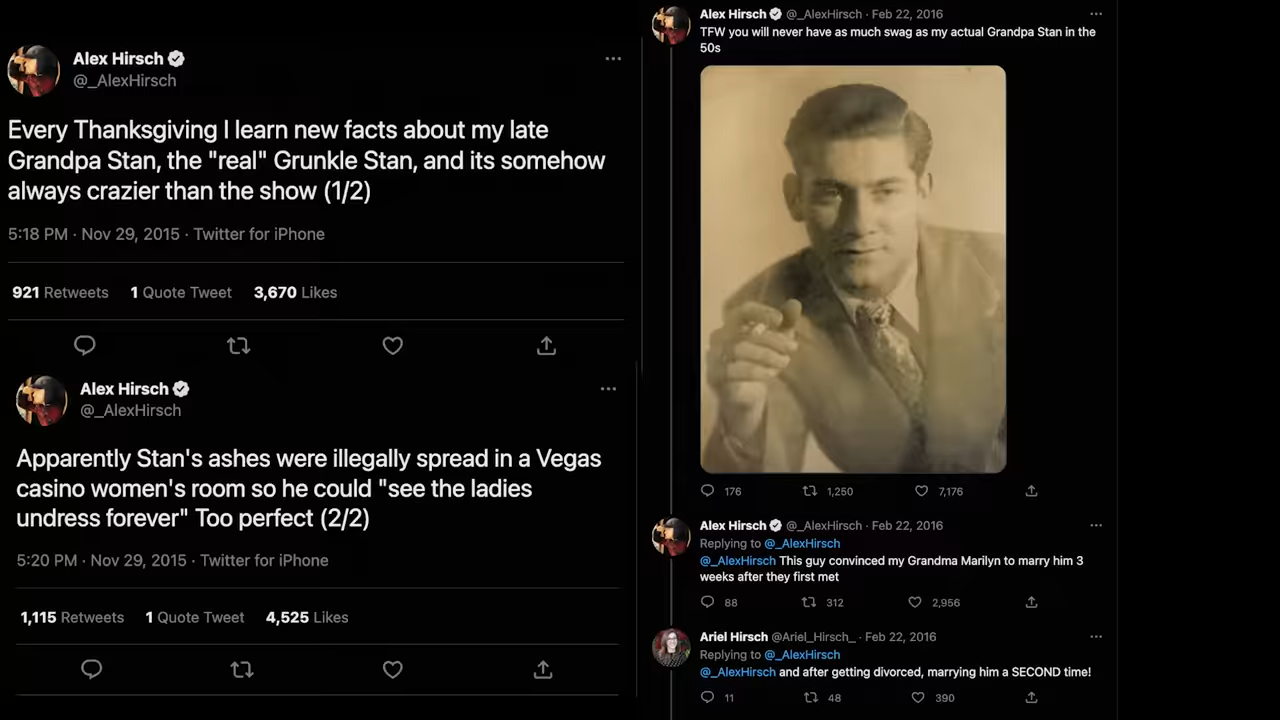 Alex Hirsch
@_AlexHirsch
Every Thanksgiving I learn new facts about my late
Grandpa Stan, the "real" Grunkle Stan, and its somehow
always crazier than the show (1/2)
5:18 PM · Nov 29, 2015 · Twitter for iPhone
921 Retweets 1 Quote Tweet 3,670 Likes
Alex Hirsch
@_AlexHirsch
Apparently Stan's ashes were illegally spread in a Vegas
casino women's room so he could "see the ladies
undress forever" Too perfect (2/2)
5:20 PM · Nov 29, 2015 · Twitter for iPhone
1,115 Retweets 1 Quote Tweet 4,525 Likes
Alex Hirsch @_AlexHirsch · Feb 22, 2016
TFW you will never have as much swag as my actual Grandpa Stan in the
50s
176 1,250 7,176
Alex Hirsch @_AlexHirsch · Feb 22, 2016
Replying to @_AlexHirsch
@_AlexHirsch This guy convinced my Grandma Marilyn to marry him 3
weeks after they first met
88 312 2,956
Ariel Hirsch @Ariel_Hirsch_ · Feb 22, 2016
Replying to @_AlexHirsch
@_AlexHirsch and after getting divorced, marrying him a SECOND time!
11 48 390